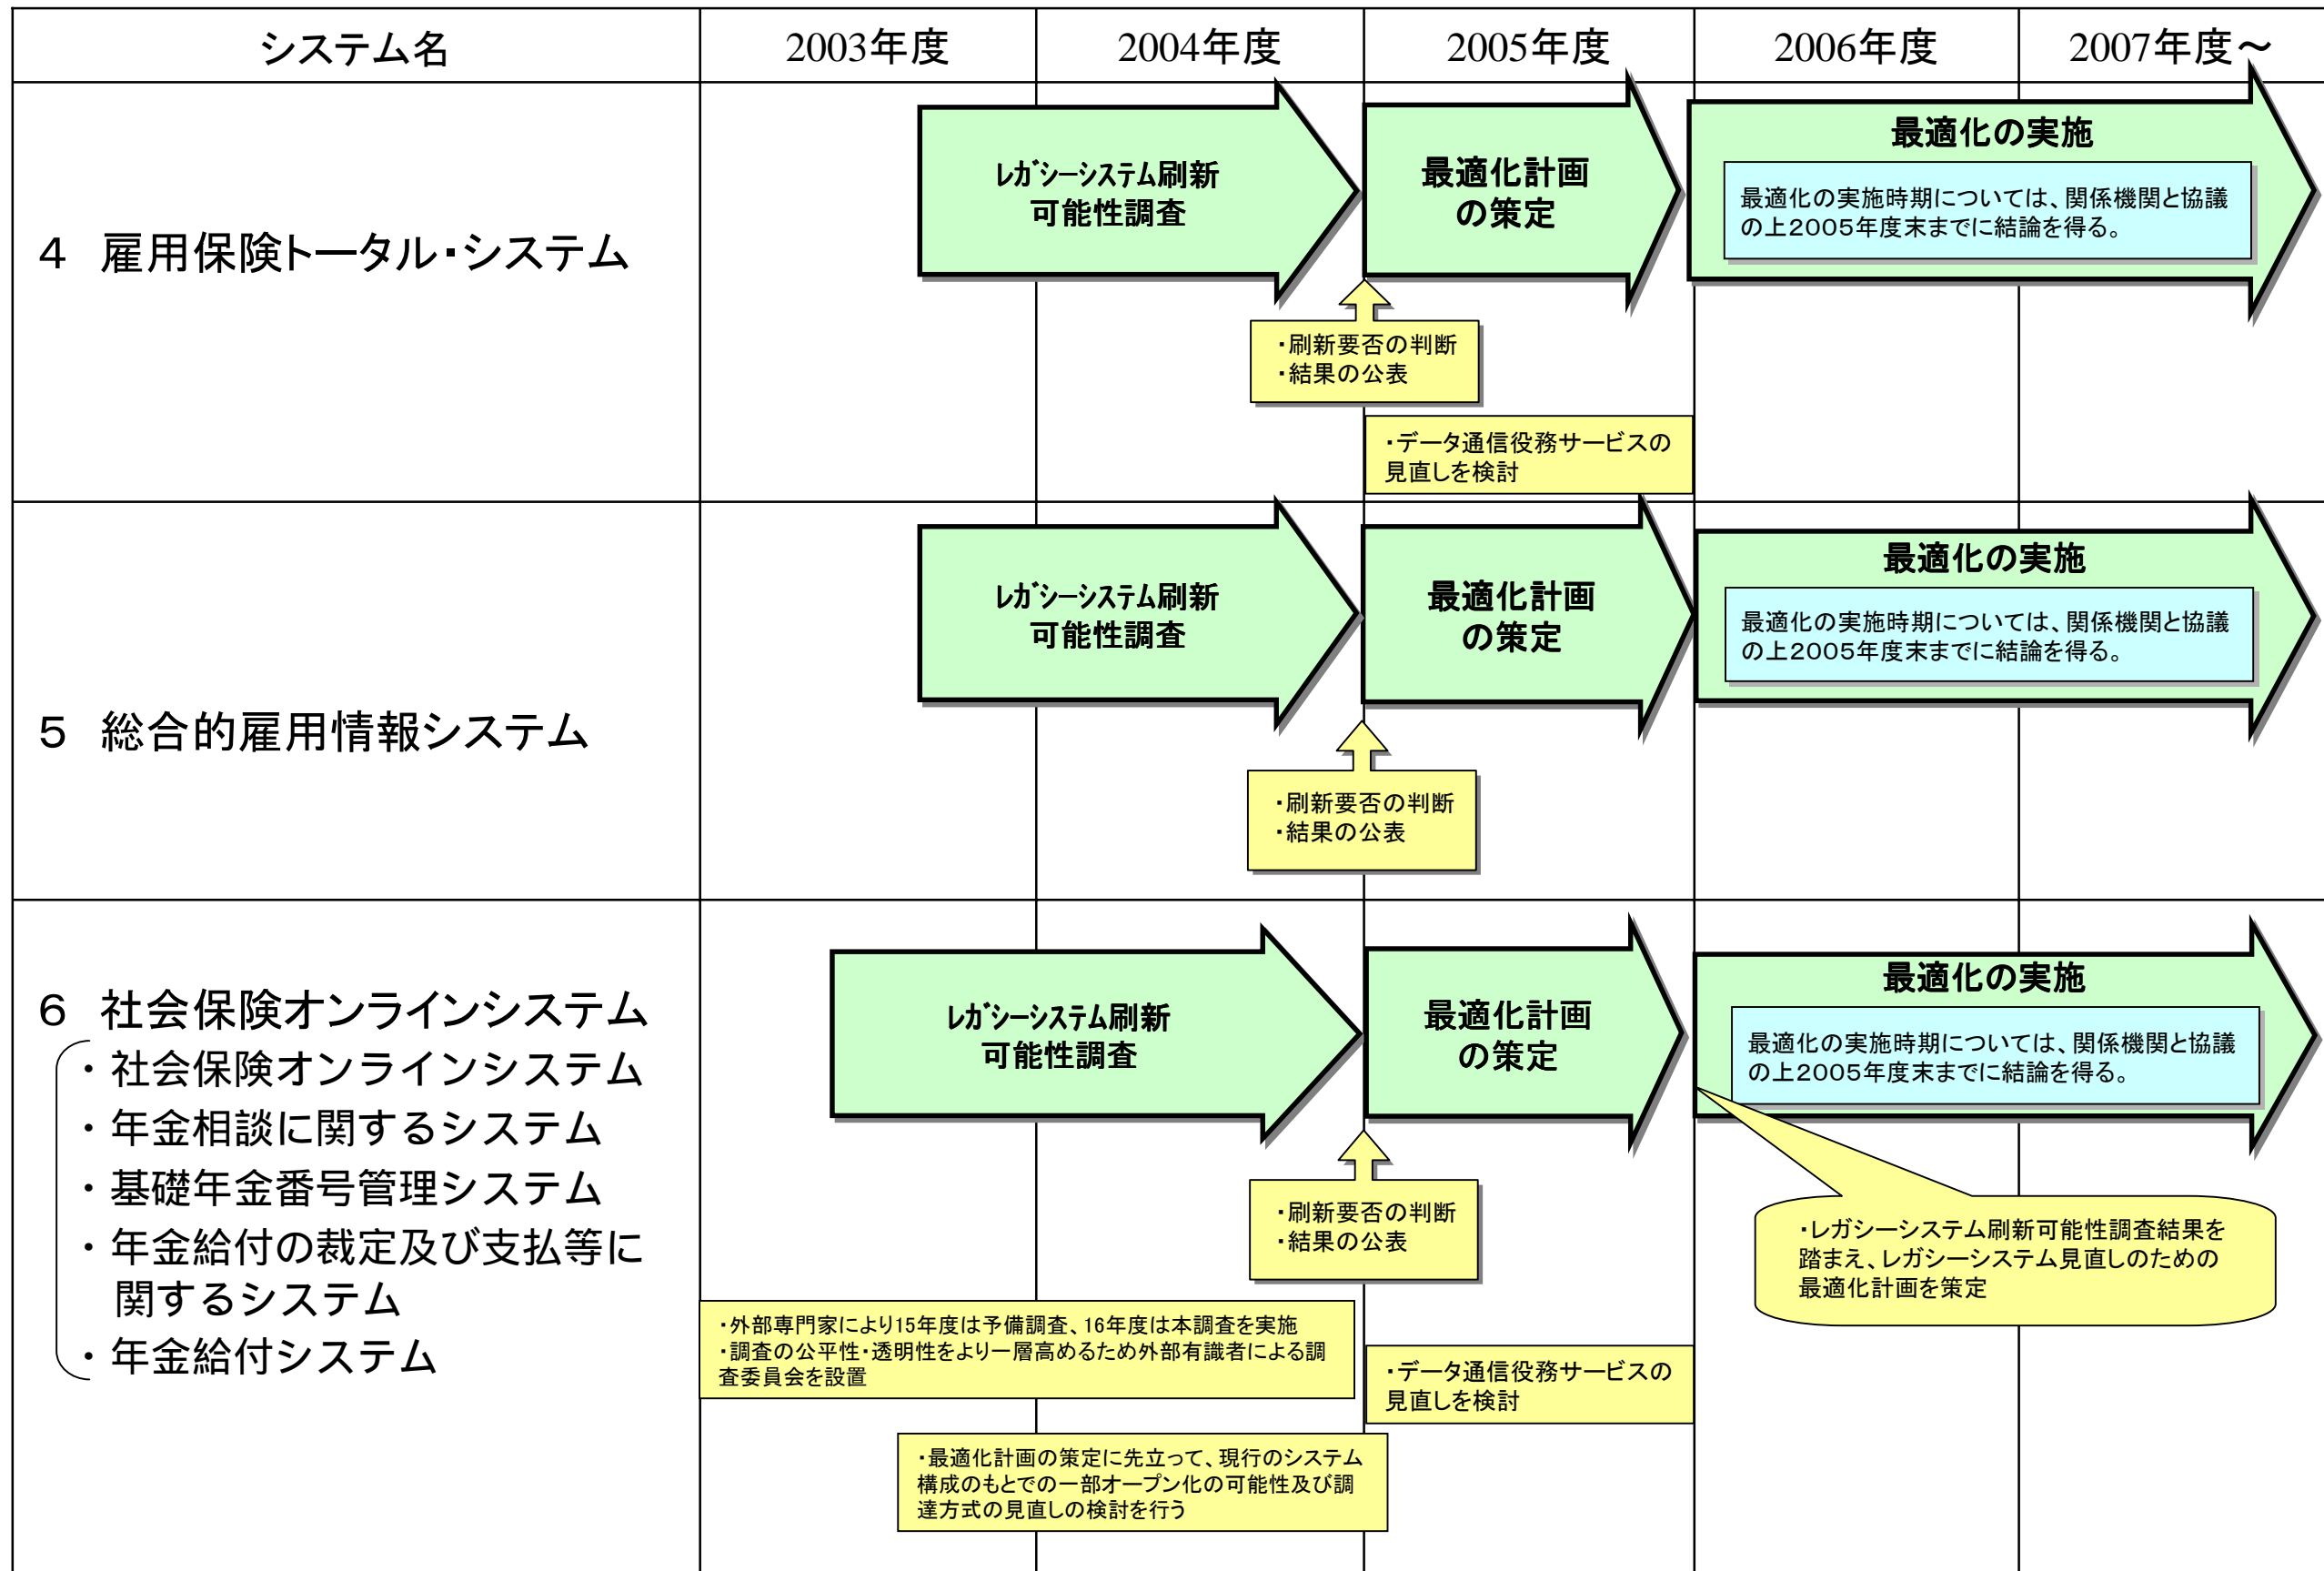 システム名
2003年度
2004年度
2005年度
2006年度
2007年度～
4 雇用保険トータル・システム
ﾚｶﾞｼｰｼｽﾃﾑ刷新
可能性調査
最適化計画
の策定
最適化の実施
最適化の実施時期については、関係機関と協議
の上2005年度末までに結論を得る。
・刷新要否の判断
・結果の公表
・データ通信役務サービスの
見直しを検討
5 総合的雇用情報システム
ﾚｶﾞｼｰｼｽﾃﾑ刷新
可能性調査
最適化計画
の策定
最適化の実施
最適化の実施時期については、関係機関と協議
の上2005年度末までに結論を得る。
・刷新要否の判断
・結果の公表
6 社会保険オンラインシステム
・社会保険オンラインシステム
・年金相談に関するシステム
・基礎年金番号管理システム
・年金給付の裁定及び支払等に
関するシステム
・年金給付システム
ﾚｶﾞｼｰｼｽﾃﾑ刷新
可能性調査
最適化計画
の策定
最適化の実施
最適化の実施時期については、関係機関と協議
の上2005年度末までに結論を得る。
・刷新要否の判断
・結果の公表
・レガシーシステム刷新可能性調査結果を
踏まえ、レガシーシステム見直しのための
最適化計画を策定
・外部専門家により15年度は予備調査、16年度は本調査を実施
・調査の公平性・透明性をより一層高めるため外部有識者による調
査委員会を設置
・データ通信役務サービスの
見直しを検討
・最適化計画の策定に先立って、現行のシステム
構成のもとでの一部オープン化の可能性及び調
達方式の見直しの検討を行う